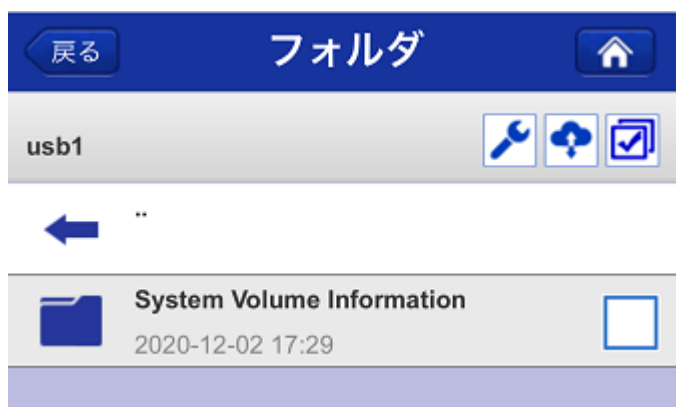 戻る
フォルダ
usb1
..
System Volume Information
2020-12-02 17:29